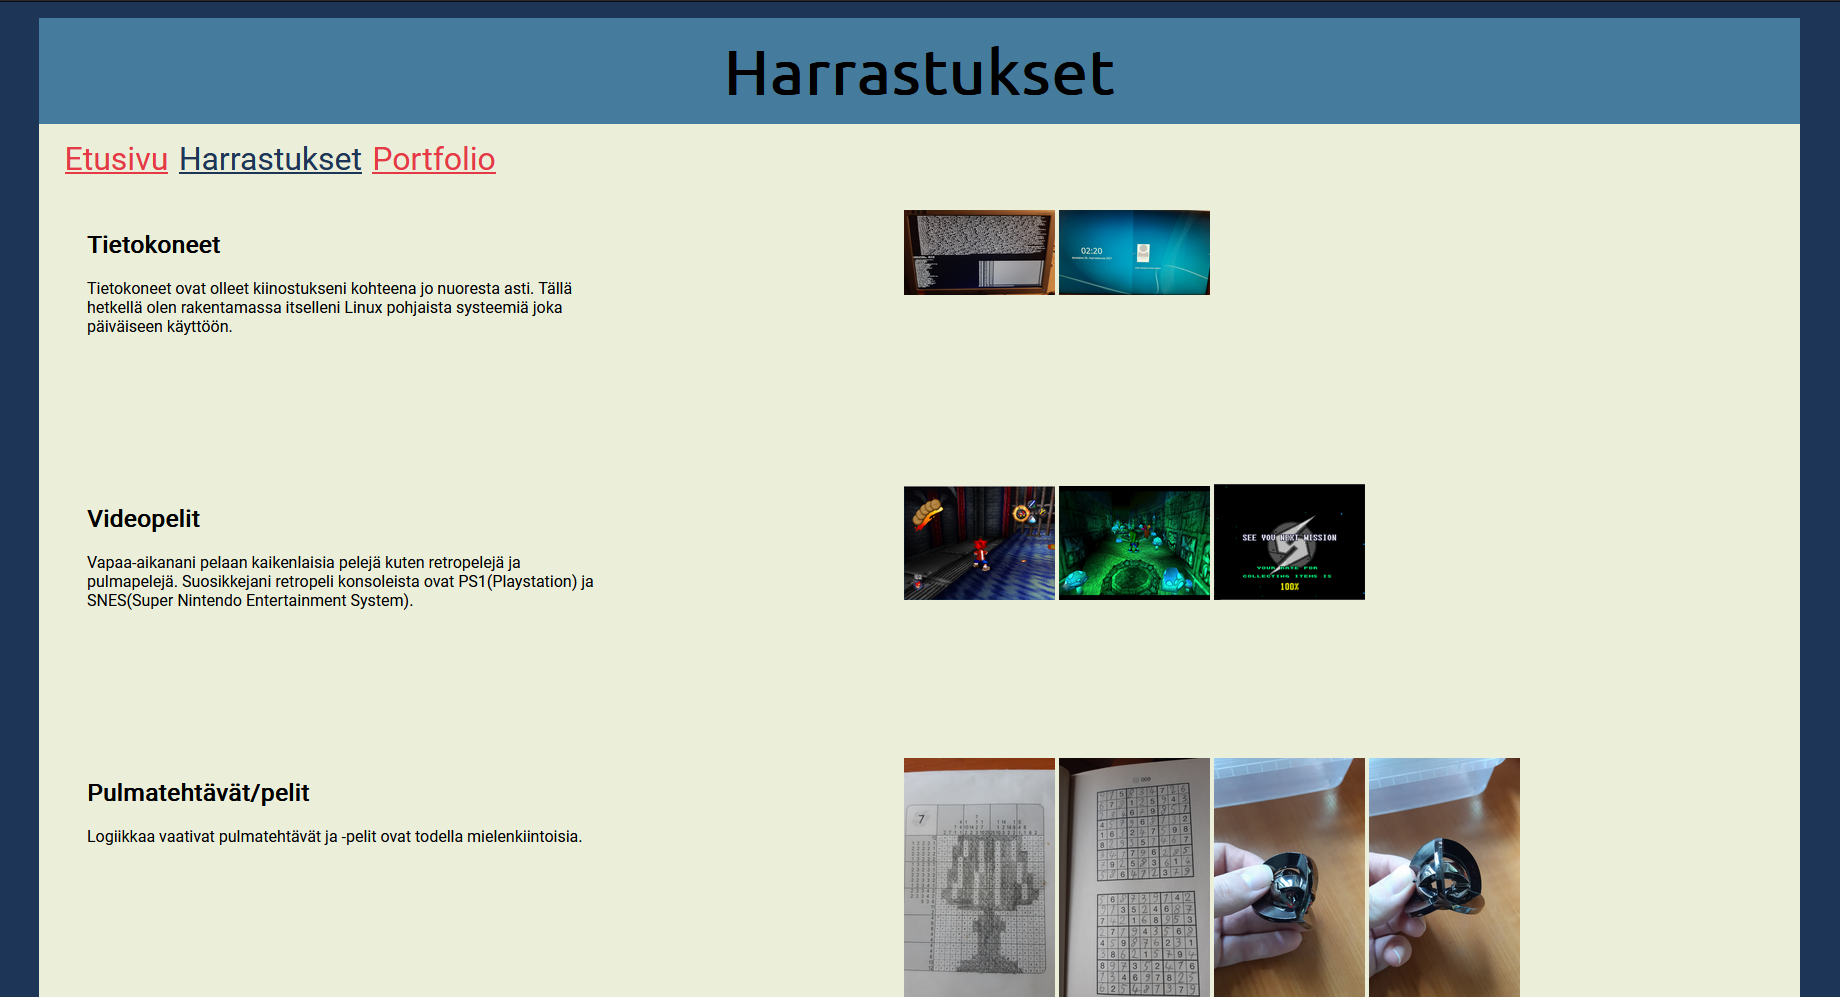 Harrastukset
Etusivu Harrastukset Portfolio
Tietokoneet
Tietokoneet ovat olleet kiinostukseni kohteena jo nuoresta asti. Tällä
hetkellä olen rakentamassa itselleni Linux pohjaista systeemiä joka
päiväiseen käyttöön.
02:20
Videopelit
Vapaa-aikanani pelaan kaikenlaisia pelejä kuten retropelejä ja
pulmapelejä. Suosikkejani retropeli konsoleista ovat PS1(Playstation) ja
SNES(Super Nintendo Entertainment System).
SEE YOU NEXT MISSION
YOUR RATE FOR
COLLECTING ITEMS IS
100%
Pulmatehtävät/pelit
Logiikkaa vaativat pulmatehtävät ja -pelit ovat todella mielenkiintoisia.
7
009